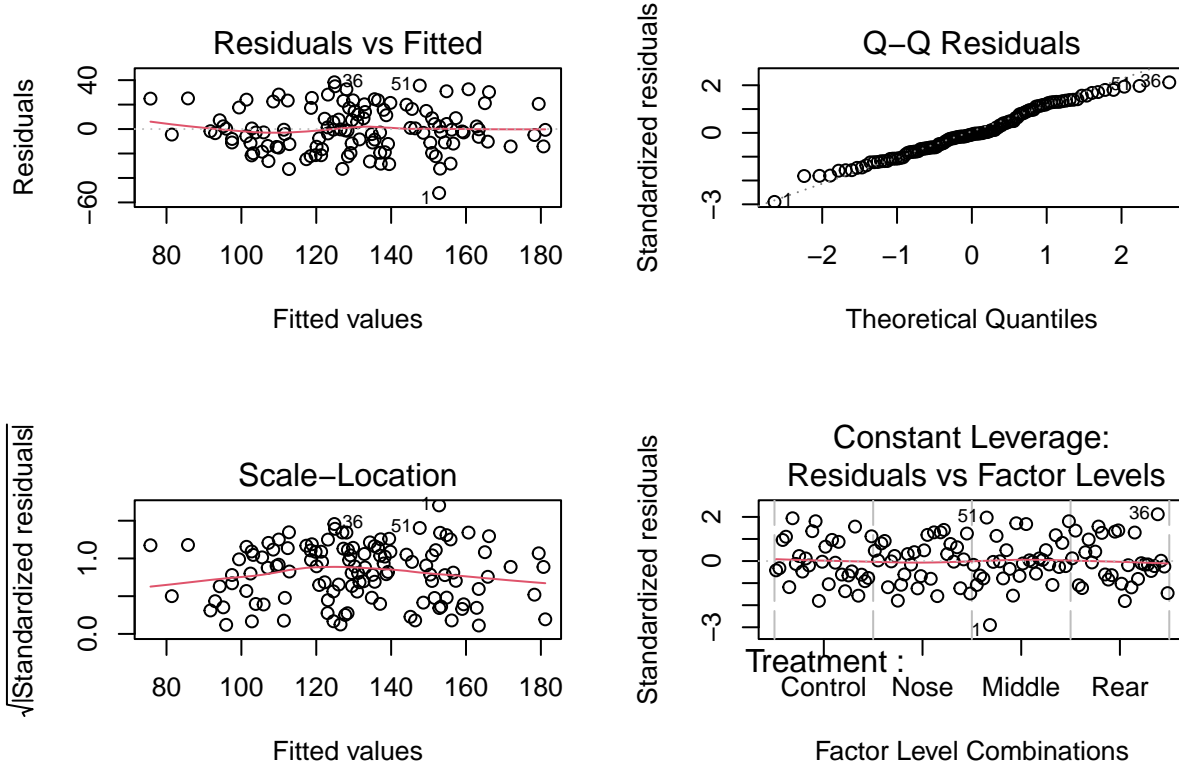 Residuals vs Fitted
Residuals
40
0
−60
36
51
1
80 100 120 140 160 180
Fitted values
Q−Q Residuals
Standardized residuals
2
0
−3
51 36
1
−2 −1 0 1 2
Theoretical Quantiles
Scale−Location
√|Standardized residuals|
1.0
0.0
1
36
51
80 100 120 140 160 180
Fitted values
Constant Leverage:
Residuals vs Factor Levels
Standardized residuals
2
0
−3
51
36
1
Treatment :
Control Nose Middle Rear
Factor Level Combinations